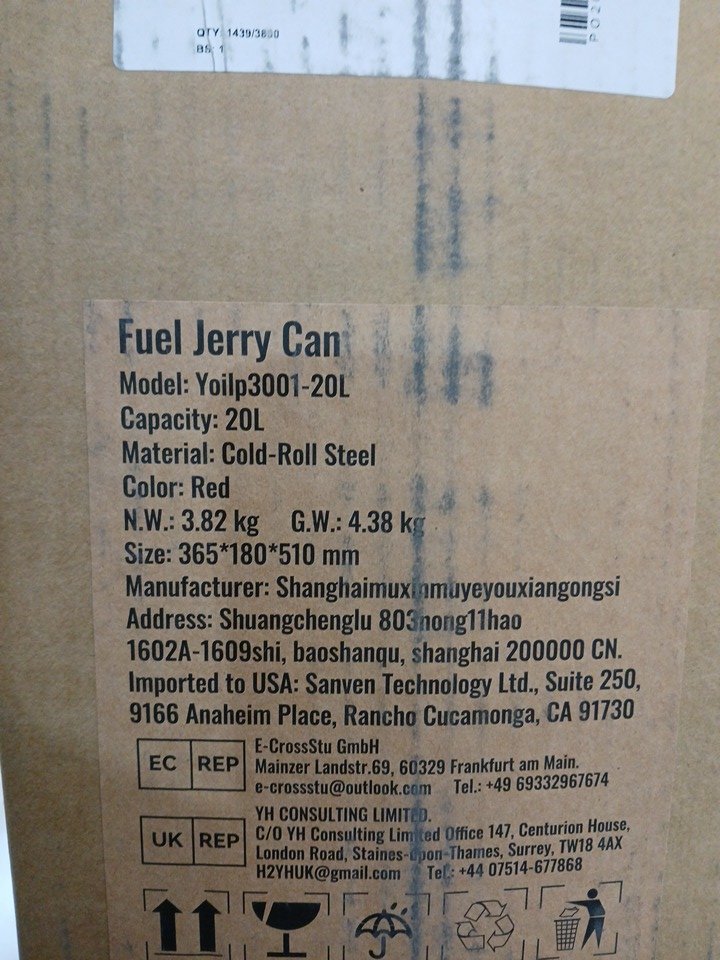 QTY: 1439/3800
BS: 1
Fuel Jerry Can
Model: Yoilp3001-20L
Capacity: 20L
Material: Cold-Roll Steel
Color: Red
N.W.: 3.82 kg G.W.: 4.38 kg
Size: 365*180*510 mm
Manufacturer: Shanghaimuxinmuyeyouxiangongsi
Address: Shuangchenglu 803nong11hao
1602A-1609shi, baoshanqu, shanghai 200000 CN.
Imported to USA: Sanven Technology Ltd., Suite 250,
9166 Anaheim Place, Rancho Cucamonga, CA 91730
EC REP
E-CrossStu GmbH
Mainzer Landstr.69, 60329 Frankfurt am Main.
e-crossstu@outlook.com Tel.: +49 69332967674
UK REP
YH CONSULTING LIMITED.
C/O YH Consulting Limited Office 147, Centurion House,
London Road, Staines-upon-Thames, Surrey, TW18 4AX
H2YHUK@gmail.com Tel.: +44 07514-677868